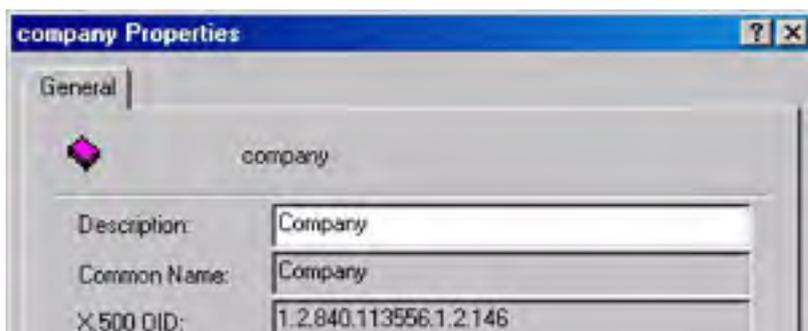 company Properties
General
company
Description: Company
Common Name: Company
X.500 OID: 1.2.840.113556.1.2.146